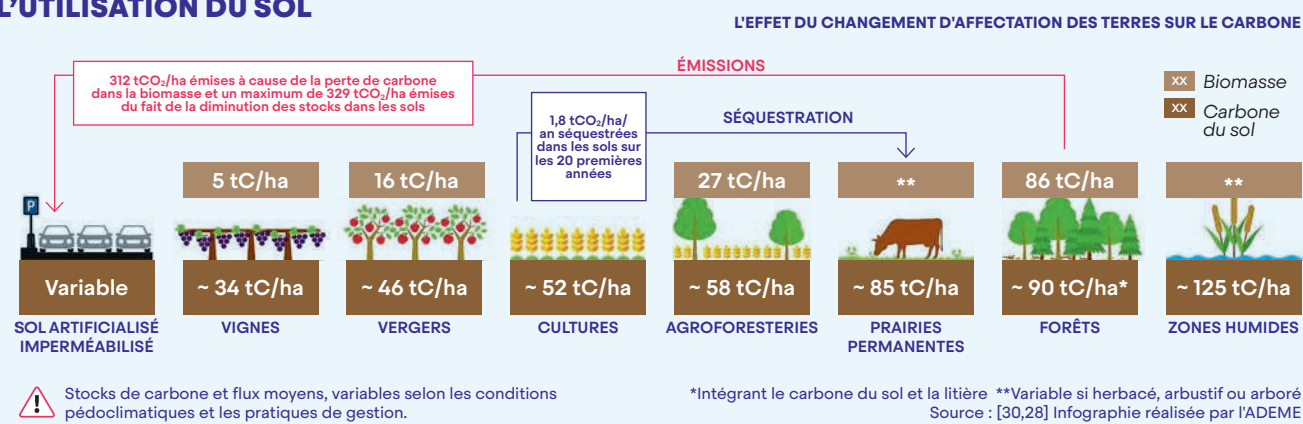 L'UTILISATION DU SOL
L'EFFET DU CHANGEMENT D'AFFECTATION DES TERRES SUR LE CARBONE
ÉMISSIONS
312 tCO₂/ha émises à cause de la perte de carbone
dans la biomasse et un maximum de 329 tCO₂/ha émises
du fait de la diminution des stocks dans les sols
1,8 tCO₂/ha/
an séquestrées
dans les sols sur
les 20 premières
années
SÉQUESTRATION
XX Biomasse
XX Carbone
du sol
5 tC/ha
16 tC/ha
27 tC/ha
**
86 tC/ha
**
P
Variable
~ 34 tC/ha
~ 46 tC/ha
~ 52 tC/ha
~ 58 tC/ha
~ 85 tC/ha
~ 90 tC/ha*
~ 125 tC/ha
SOL ARTIFICIALISÉ
IMPERMÉABILISÉ
VIGNES
VERGERS
CULTURES
AGROFORESTERIES
PRAIRIES
PERMANENTES
FORÊTS
ZONES HUMIDES
! Stocks de carbone et flux moyens, variables selon les conditions
pédoclimatiques et les pratiques de gestion.
*Intégrant le carbone du sol et la litière **Variable si herbacé, arbustif ou arboré
Source : [30,28] Infographie réalisée par l'ADEME